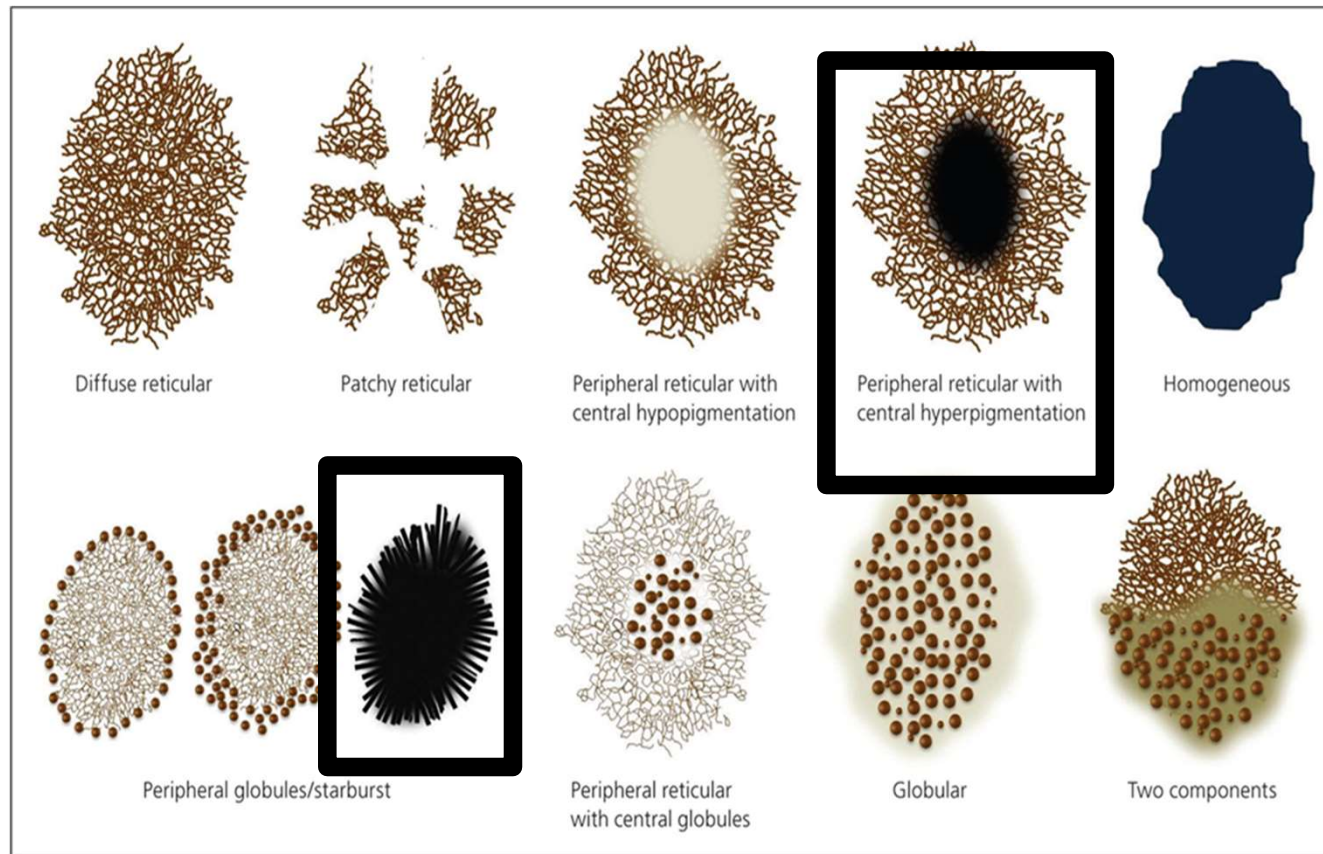 Diffuse reticular
Patchy reticular
Peripheral reticular with
central hypopigmentation
Peripheral reticular with
central hyperpigmentation
Homogeneous
Peripheral globules/starburst
Peripheral reticular
with central globules
Globular
Two components